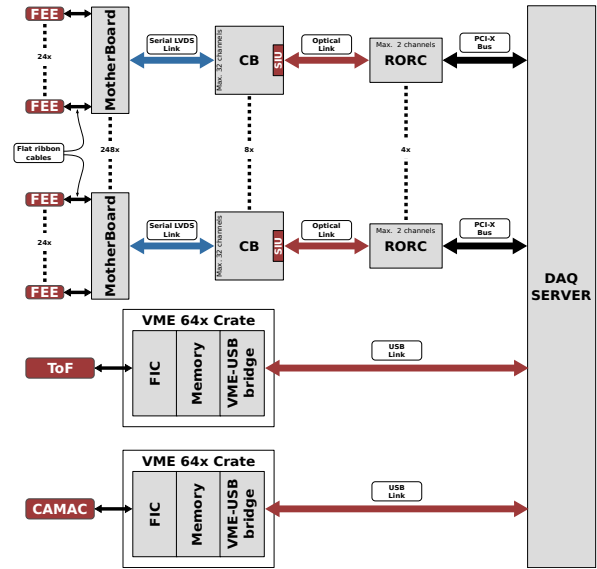 FEE
24x
FEE
MotherBoard
Serial LVDS
Link
Max. 32 channels
CB
SIU
Optical
Link
Max. 2 channels
RORC
PCI-X
Bus
Flat ribbon
cables
248x
8x
4x
FEE
24x
FEE
MotherBoard
Serial LVDS
Link
Max. 32 channels
CB
SIU
Optical
Link
Max. 2 channels
RORC
PCI-X
Bus
DAQ
SERVER
VME 64x Crate
ToF
FIC
Memory
VME-USB
bridge
USB
Link
VME 64x Crate
CAMAC
FIC
Memory
VME-USB
bridge
USB
Link